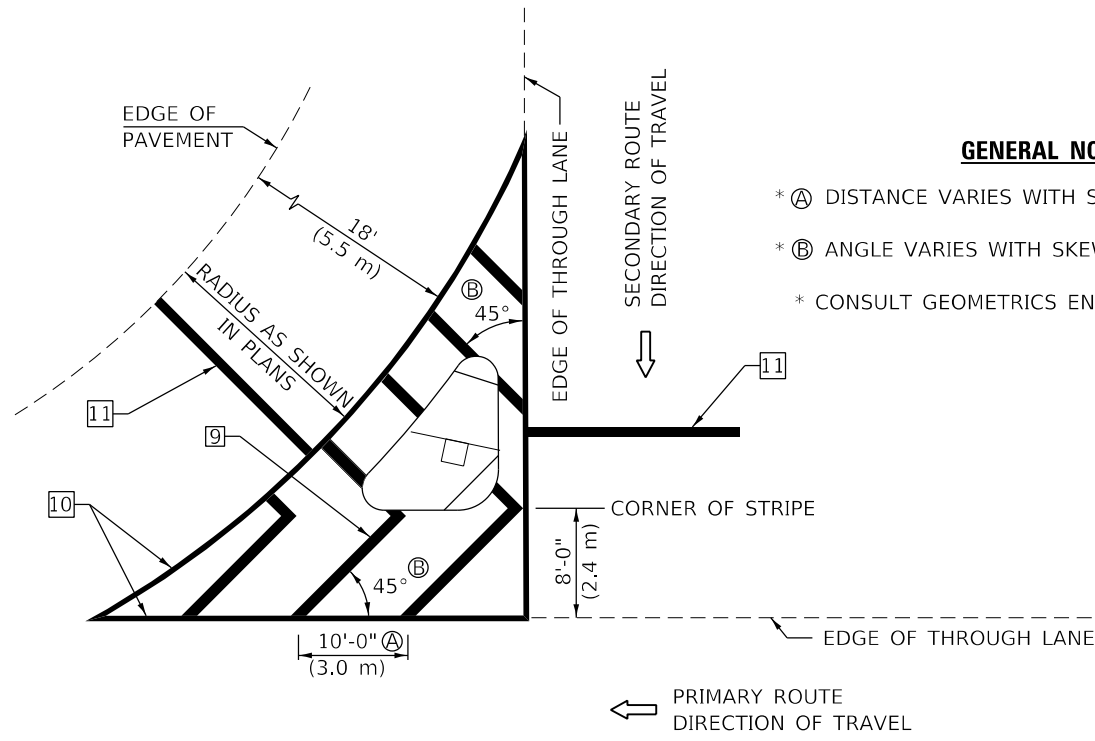 EDGE OF
PAVEMENT
18'
(5.5 m)
RADIUS AS SHOWN
IN PLANS
EDGE OF THROUGH LANE
SECONDARY ROUTE
DIRECTION OF TRAVEL
GENERAL NO
* Ⓐ DISTANCE VARIES WITH S
* Ⓑ ANGLE VARIES WITH SKEW
* CONSULT GEOMETRICS EN
Ⓑ
45°
11
11
9
10
CORNER OF STRIPE
8'-0"
(2.4 m)
45° Ⓑ
10'-0" Ⓐ
(3.0 m)
EDGE OF THROUGH LANE
PRIMARY ROUTE
DIRECTION OF TRAVEL